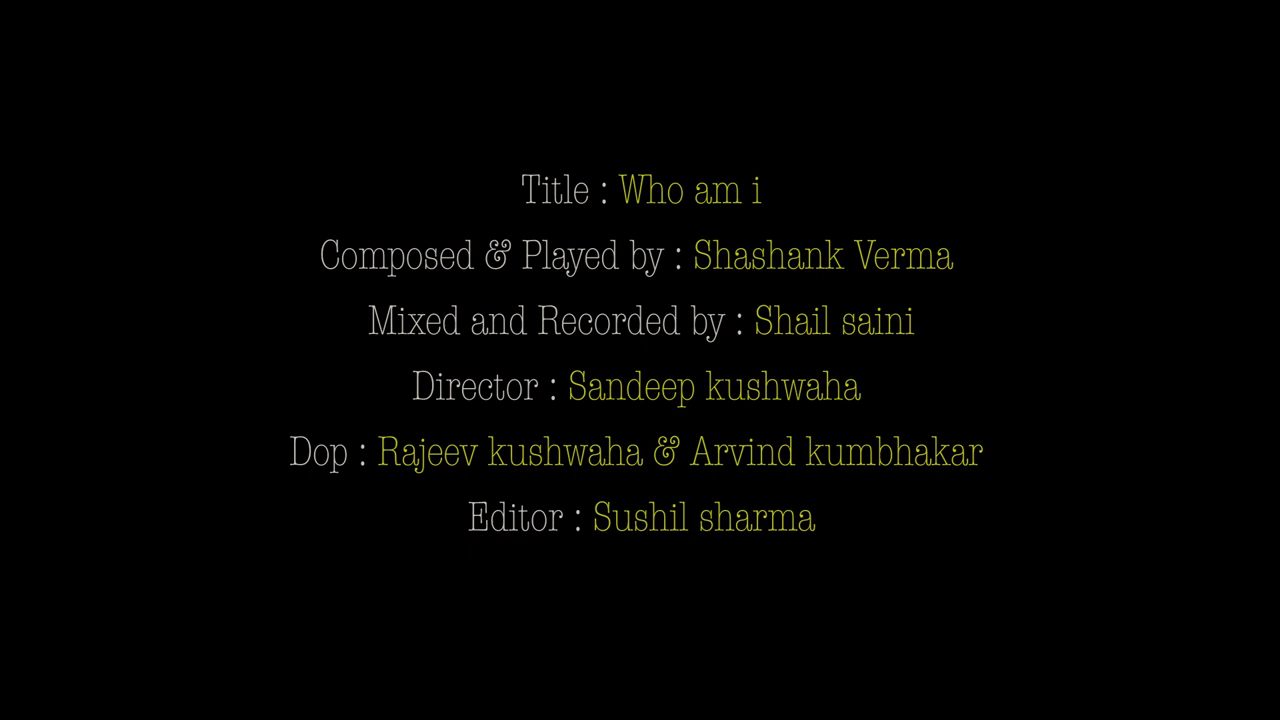 Title : Who am i
Composed & Played by : Shashank Verma
Mixed and Recorded by : Shail saini
Director : Sandeep kushwaha
Dop : Rajeev kushwaha & Arvind kumbhakar
Editor : Sushil sharma